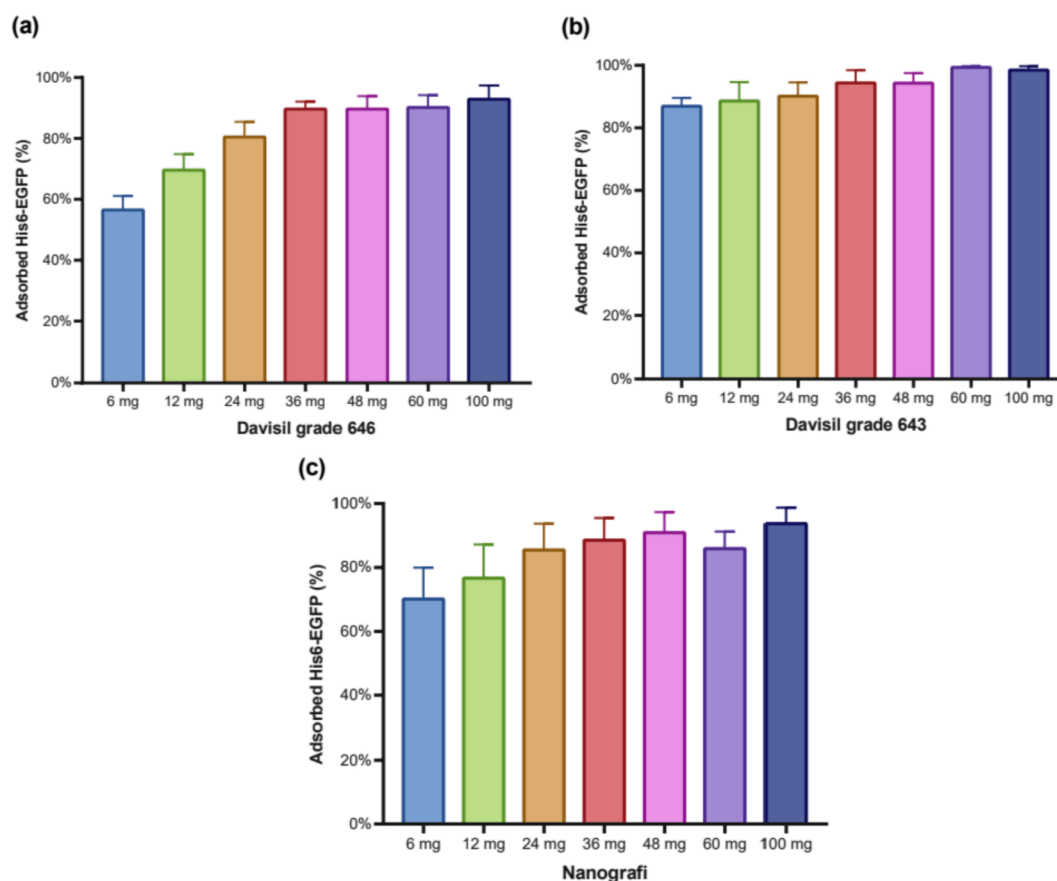 (a)
100%
80%
60%
40%
20%
0%
Adsorbed His6-EGFP (%)
6 mg 12 mg 24 mg 36 mg 48 mg 60 mg 100 mg
Davisil grade 646
(b)
100%
80%
60%
40%
20%
0%
Adsorbed His6-EGFP (%)
6 mg 12 mg 24 mg 36 mg 48 mg 60 mg 100 mg
Davisil grade 643
(c)
100%
80%
60%
40%
20%
0%
Adsorbed His6-EGFP (%)
6 mg 12 mg 24 mg 36 mg 48 mg 60 mg 100 mg
Nanografi